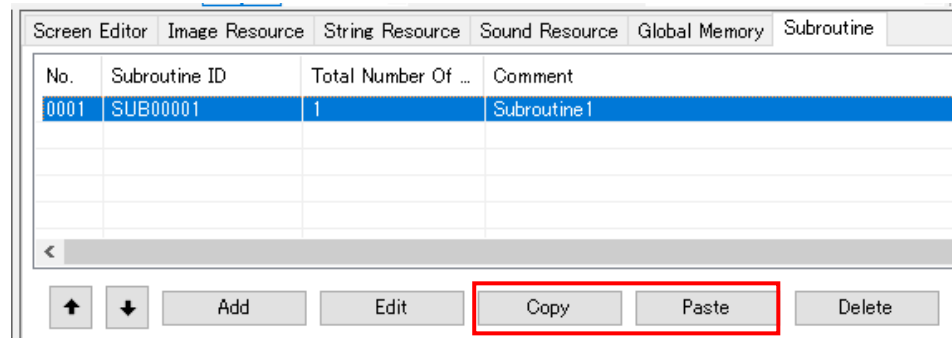 Screen Editor Image Resource String Resource Sound Resource Global Memory Subroutine
No. Subroutine ID Total Number Of ... Comment
0001 SUB00001 1 Subroutine1
Add Edit Copy Paste Delete